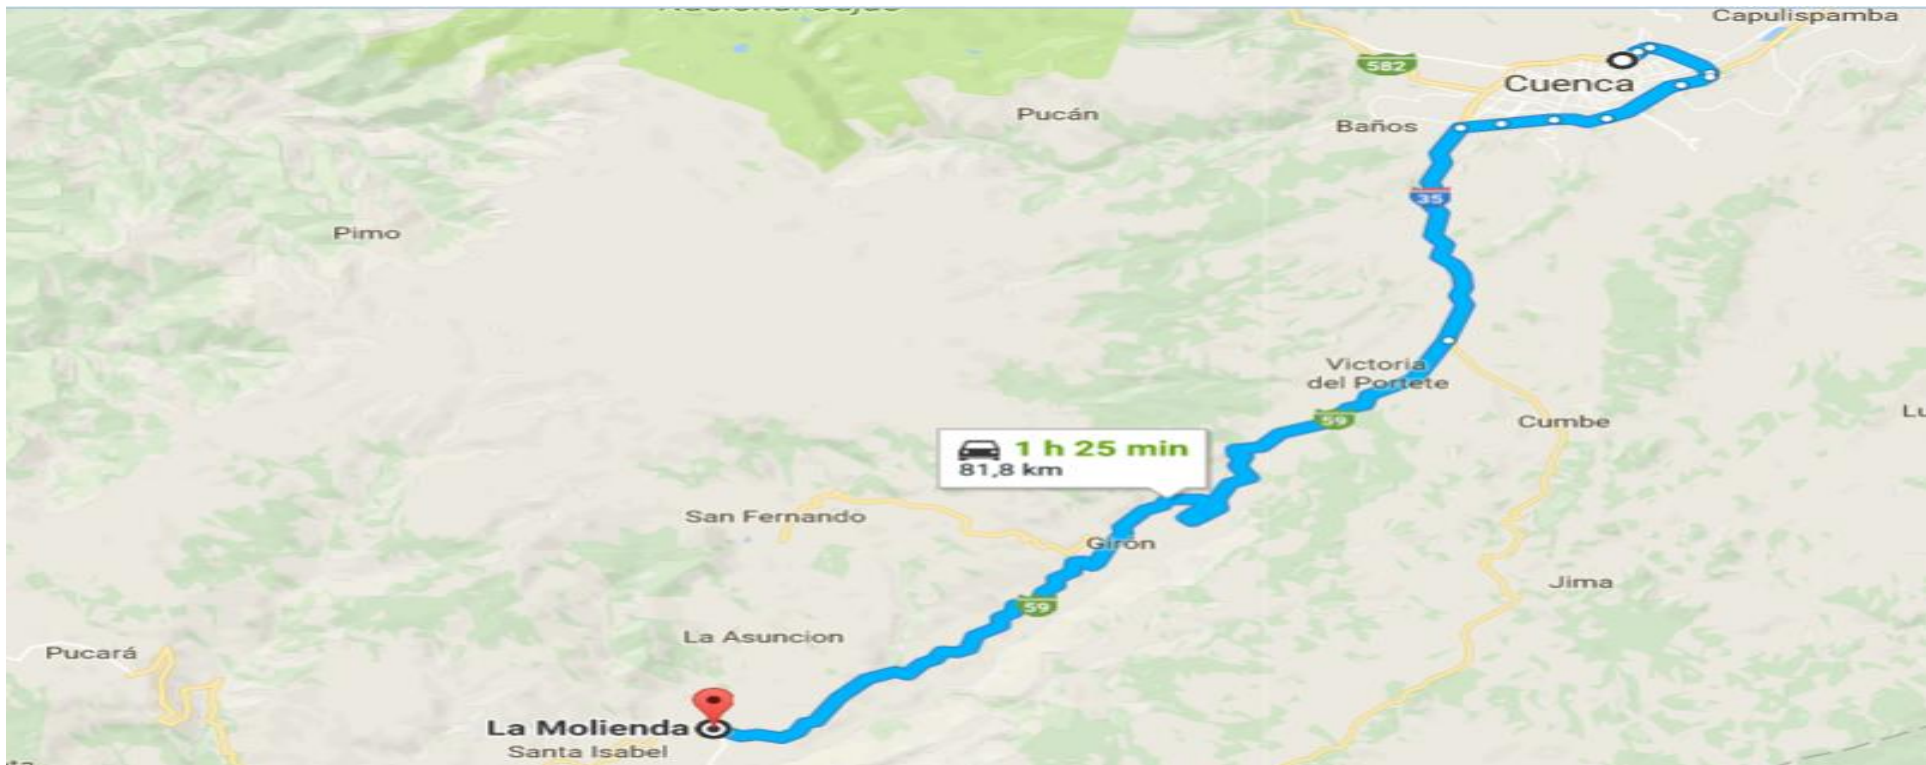 Capulispamba
582
Cuenca
Pucán
Baños
35
Pimo
Victoria
del Portete
59
Cumbe
1 h 25 min
81,8 km
San Fernando
Girón
Jima
59
La Asuncion
Pucará
La Molienda
Santa Isabel